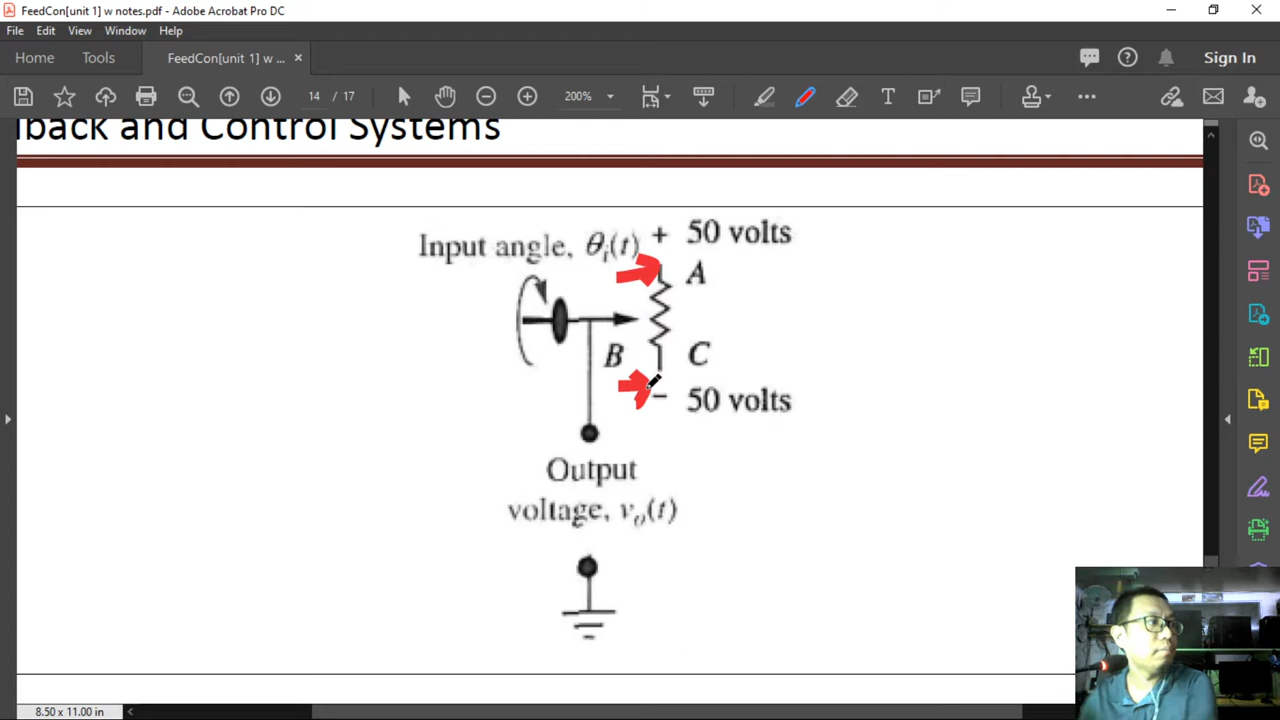 FeedCon[unit 1] w notes.pdf - Adobe Acrobat Pro DC
File Edit View Window Help
Home Tools FeedCon[unit 1] w ... × Sign In
14 / 17 200%
back and Control Systems
Input angle, θi(t) + 50 volts
A
B C
− 50 volts
Output
voltage, vo(t)
8.50 x 11.00 in